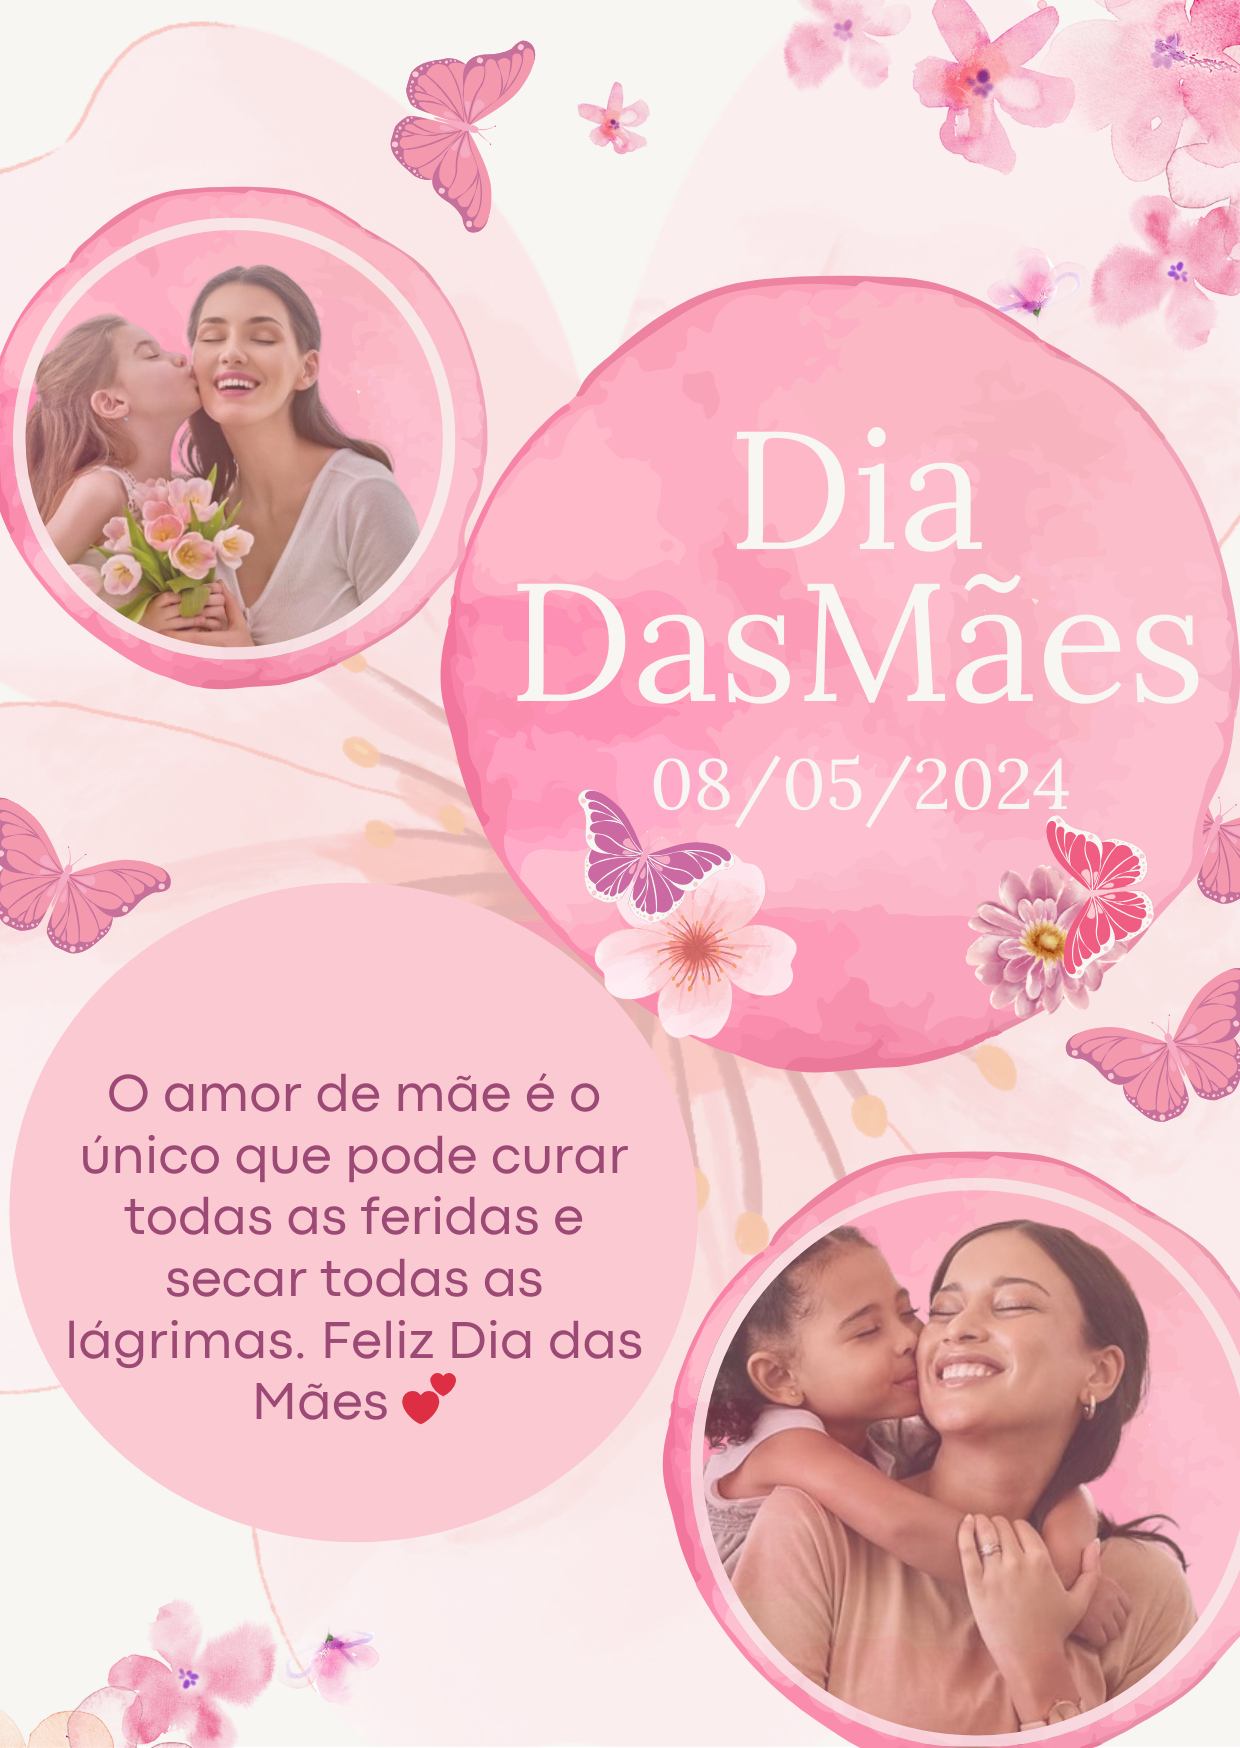 Dia
DasMães
08/05/2024
O amor de mãe é o
único que pode curar
todas as feridas e
secar todas as
lágrimas. Feliz Dia das
Mães 💕